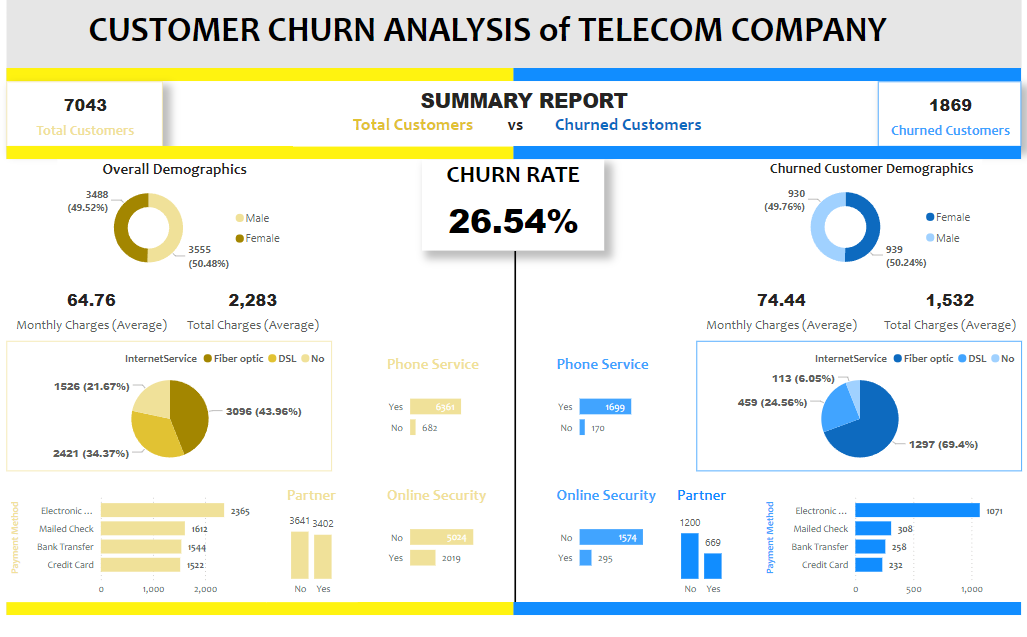 CUSTOMER CHURN ANALYSIS of TELECOM COMPANY
7043
Total Customers
SUMMARY REPORT
Total Customers vs Churned Customers
1869
Churned Customers
Overall Demographics
3488
(49.52%)
Male
Female
3555
(50.48%)
CHURN RATE
26.54%
Churned Customer Demographics
930
(49.76%)
Female
Male
939
(50.24%)
64.76
Monthly Charges (Average)
2,283
Total Charges (Average)
74.44
Monthly Charges (Average)
1,532
Total Charges (Average)
InternetService Fiber optic DSL No
1526 (21.67%)
3096 (43.96%)
2421 (34.37%)
Phone Service
Yes 6361
No 682
Phone Service
Yes 1699
No 170
InternetService Fiber optic DSL No
113 (6.05%)
459 (24.56%)
1297 (69.4%)
Payment Method
Electronic ... 2365
Mailed Check 1612
Bank Transfer 1544
Credit Card 1522
0 1,000 2,000
Partner
3641 3402
No Yes
Online Security
No 5024
Yes 2019
Online Security
No 1574
Yes 295
Partner
1200
669
No Yes
Payment Method
Electronic ... 1071
Mailed Check 308
Bank Transfer 258
Credit Card 232
0 500 1,000